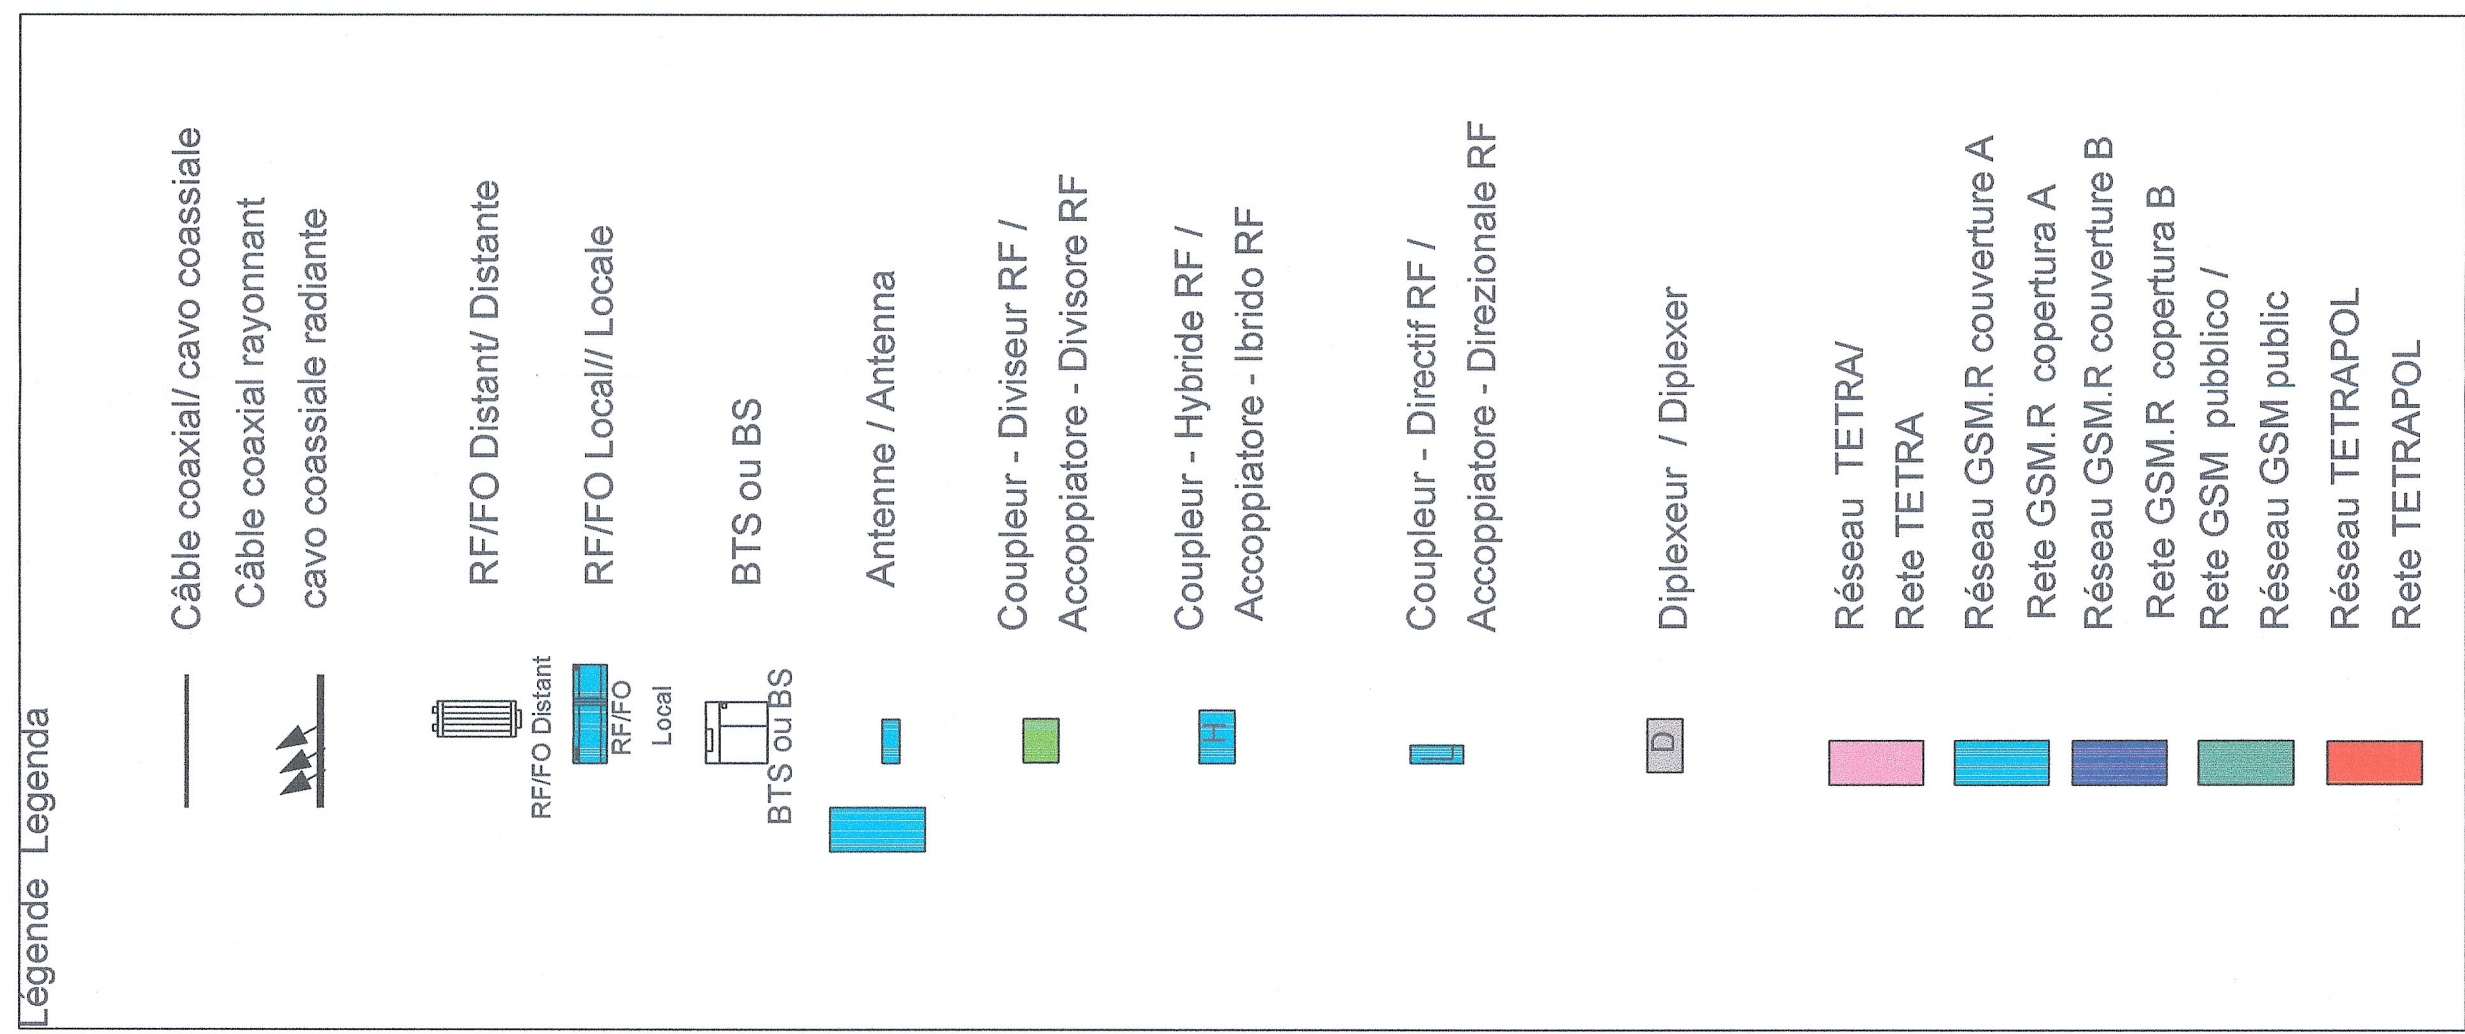 Légende Legenda
Câble coaxial/ cavo coassiale
Câble coaxial rayonnant
cavo coassiale radiante
RF/FO Distant/ Distante
RF/FO Distant
RF/FO Local// Locale
RF/FO
Local
BTS ou BS
BTS ou BS
Antenne / Antenna
Coupleur - Diviseur RF /
Accoppiatore - Divisore RF
H
Coupleur - Hybride RF /
Accoppiatore - Ibrido RF
Coupleur - Directif RF /
Accoppiatore - Direzionale RF
D
Diplexeur / Diplexer
Réseau TETRA/
Rete TETRA
Réseau GSM.R couverture A
Rete GSM.R copertura A
Réseau GSM.R couverture B
Rete GSM.R copertura B
Rete GSM pubblico /
Réseau GSM public
Réseau TETRAPOL
Rete TETRAPOL